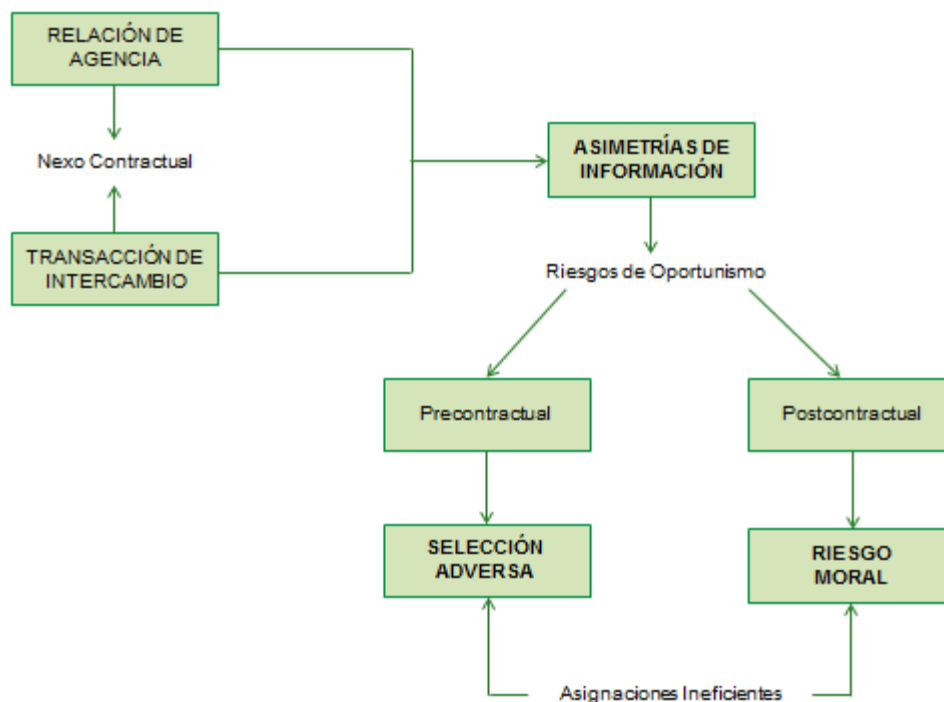 RELACIÓN DE
AGENCIA
Nexo Contractual
TRANSACCIÓN DE
INTERCAMBIO
ASIMETRÍAS DE
INFORMACIÓN
Riesgos de Oportunismo
Precontractual
Postcontractual
SELECCIÓN
ADVERSA
RIESGO
MORAL
Asignaciones Ineficientes